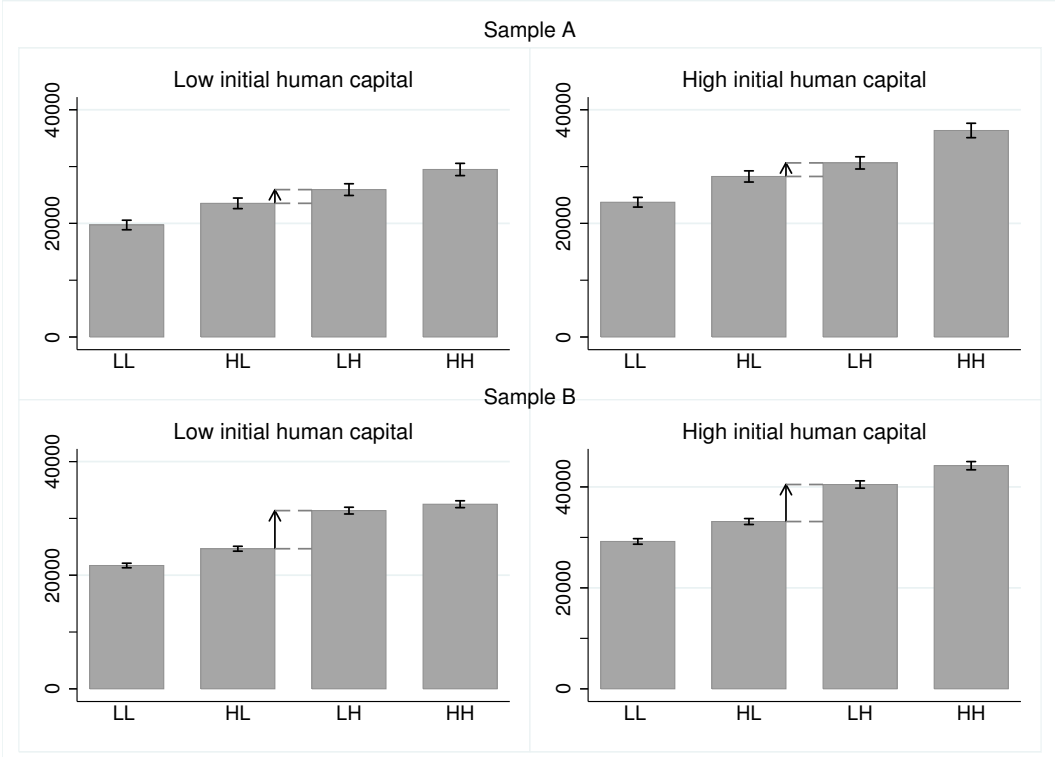 Sample A
Low initial human capital
High initial human capital
40000
20000
0
LL HL LH HH
40000
20000
0
LL HL LH HH
Sample B
Low initial human capital
High initial human capital
40000
20000
0
LL HL LH HH
40000
20000
0
LL HL LH HH